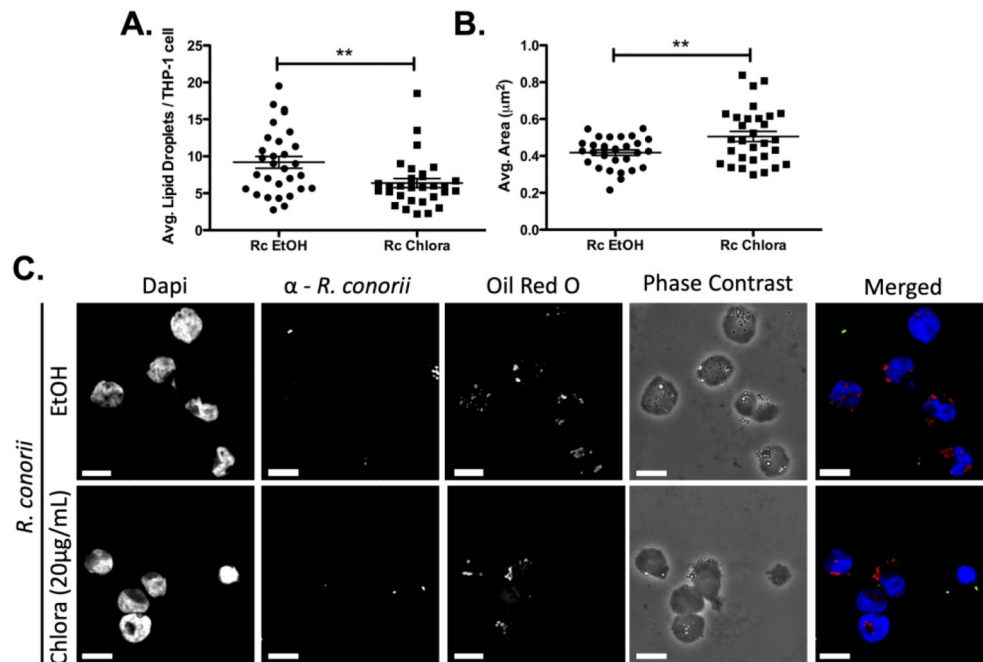 A.
Avg. Lipid Droplets / THP-1 cell
25
20
15
10
5
0
**
Rc EtOH
Rc Chlora
B.
Avg. Area (μm²)
1.0
0.8
0.6
0.4
0.2
0.0
**
Rc EtOH
Rc Chlora
C.
Dapi
α - R. conorii
Oil Red O
Phase Contrast
Merged
R. conorii
EtOH
Chlora (20μg/mL)